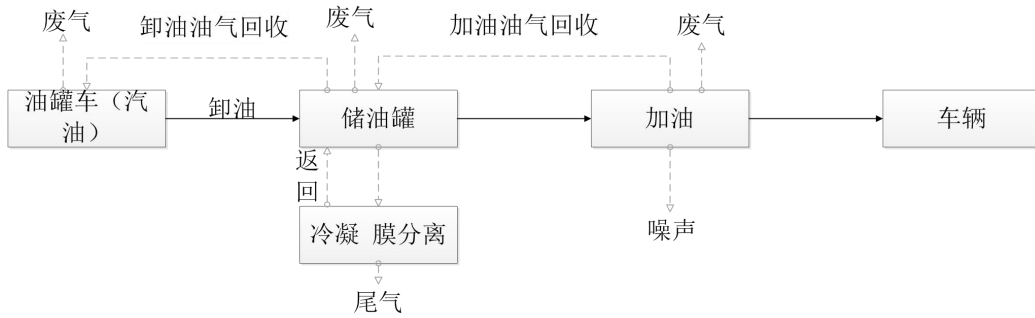 废气
卸油油气回收
废气
加油油气回收
废气
油罐车（汽
油）
卸油
储油罐
加油
车辆
返
回
冷凝 膜分离
噪声
尾气